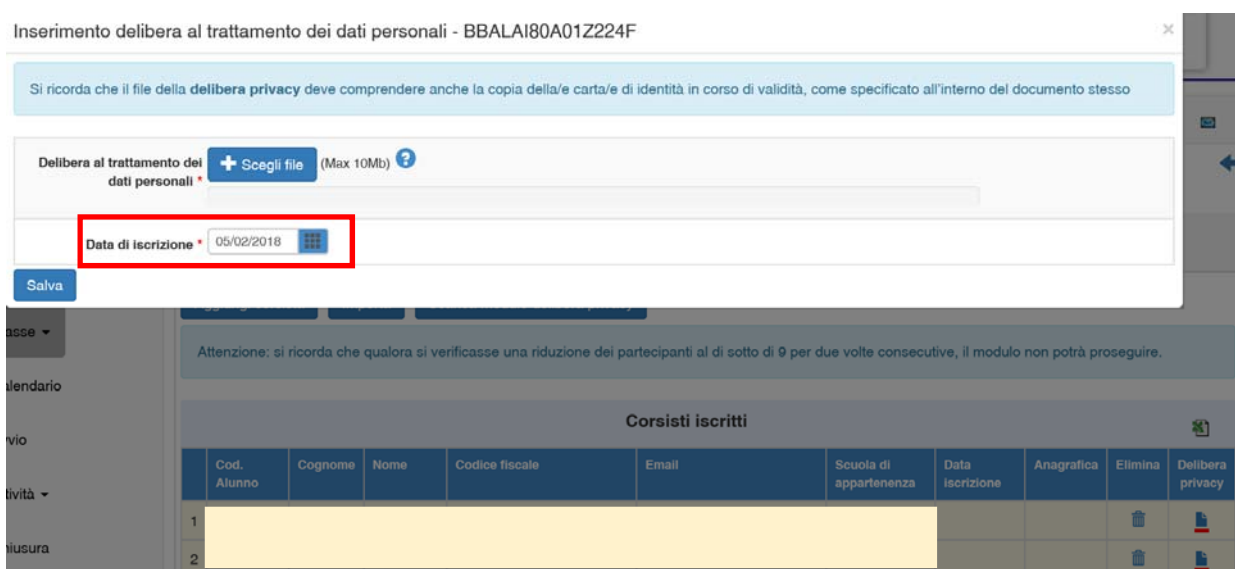 Inserimento delibera al trattamento dei dati personali - BBALAI80A01Z224F
×
Si ricorda che il file della delibera privacy deve comprendere anche la copia della/e carta/e di identità in corso di validità, come specificato all'interno del documento stesso
Delibera al trattamento dei
dati personali *
+ Scegli file (Max 10Mb) ?
Data di iscrizione * 05/02/2018
Salva
asse
Attenzione: si ricorda che qualora si verificasse una riduzione dei partecipanti al di sotto di 9 per due volte consecutive, il modulo non potrà proseguire.
alendario
Corsisti iscritti
vvio
Cod.
Alunno
Cognome
Nome
Codice fiscale
Email
Scuola di
appartenenza
Data
iscrizione
Anagrafica
Elimina
Delibera
privacy
tività
1
hiusura
2